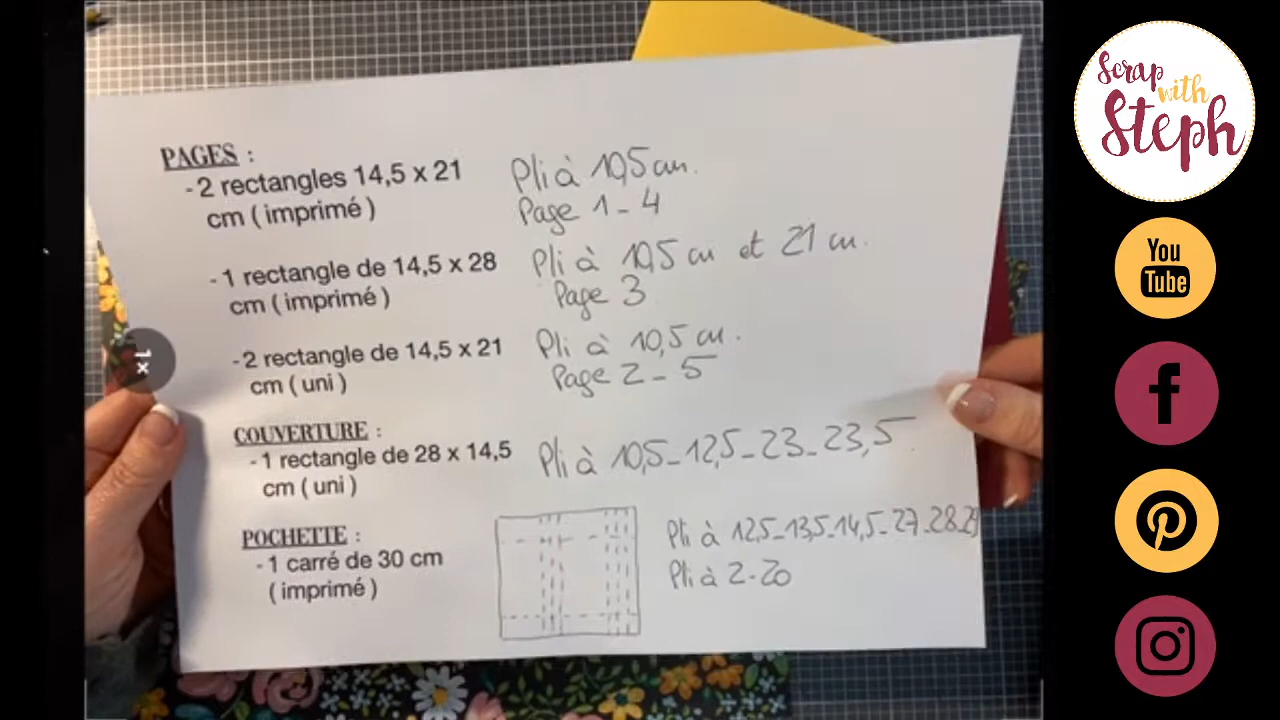 PAGES :
- 2 rectangles 14,5 x 21
cm ( imprimé )
Pli à 10,5 cm.
Page 1 - 4
- 1 rectangle de 14,5 x 28
cm ( imprimé )
Pli à 10,5 cm et 21 cm.
Page 3
- 2 rectangle de 14,5 x 21
cm ( uni )
Pli à 10,5 cm.
Page 2 - 5
COUVERTURE :
- 1 rectangle de 28 x 14,5
cm ( uni )
Pli à 10,5 - 12,5 - 23 - 23,5
POCHETTE :
- 1 carré de 30 cm
( imprimé )
Pli à 12,5 - 13,5 - 14,5 - 27 - 28.29
Pli à 2 - 20
1x
Scrap
with
Steph
You
Tube